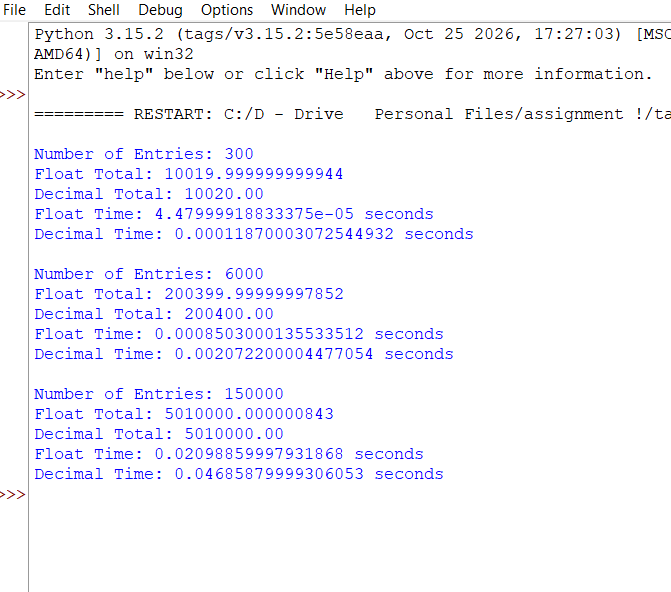 File Edit Shell Debug Options Window Help
Python 3.15.2 (tags/v3.15.2:5e58eaa, Oct 25 2026, 17:27:03) [MSC
AMD64)] on win32
Enter "help" below or click "Help" above for more information.
>>>
========= RESTART: C:/D - Drive   Personal Files/assignment !/ta
Number of Entries: 300
Float Total: 10019.999999999944
Decimal Total: 10020.00
Float Time: 4.47999918833375e-05 seconds
Decimal Time: 0.00011870003072544932 seconds
Number of Entries: 6000
Float Total: 200399.99999997852
Decimal Total: 200400.00
Float Time: 0.0008503000135533512 seconds
Decimal Time: 0.002072200004477054 seconds
Number of Entries: 150000
Float Total: 5010000.000000843
Decimal Total: 5010000.00
Float Time: 0.02098859997931868 seconds
Decimal Time: 0.04685879999306053 seconds
>>>